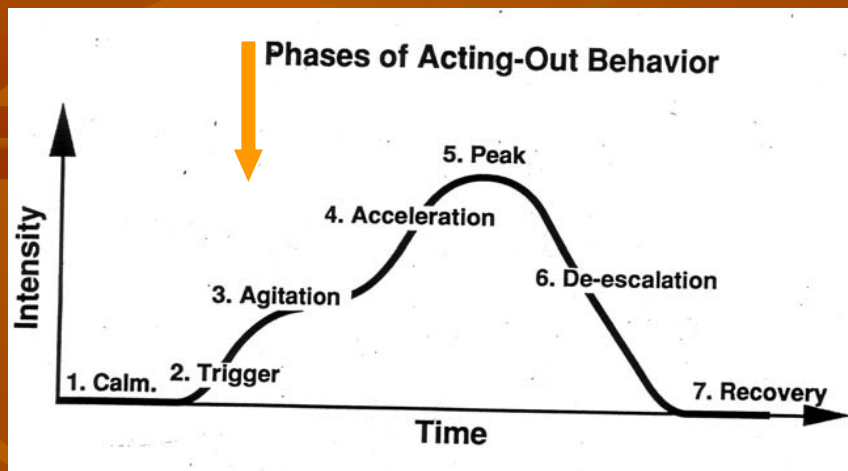 Phases of Acting-Out Behavior
5. Peak
4. Acceleration
3. Agitation
6. De-escalation
1. Calm.
2. Trigger
7. Recovery
Intensity
Time